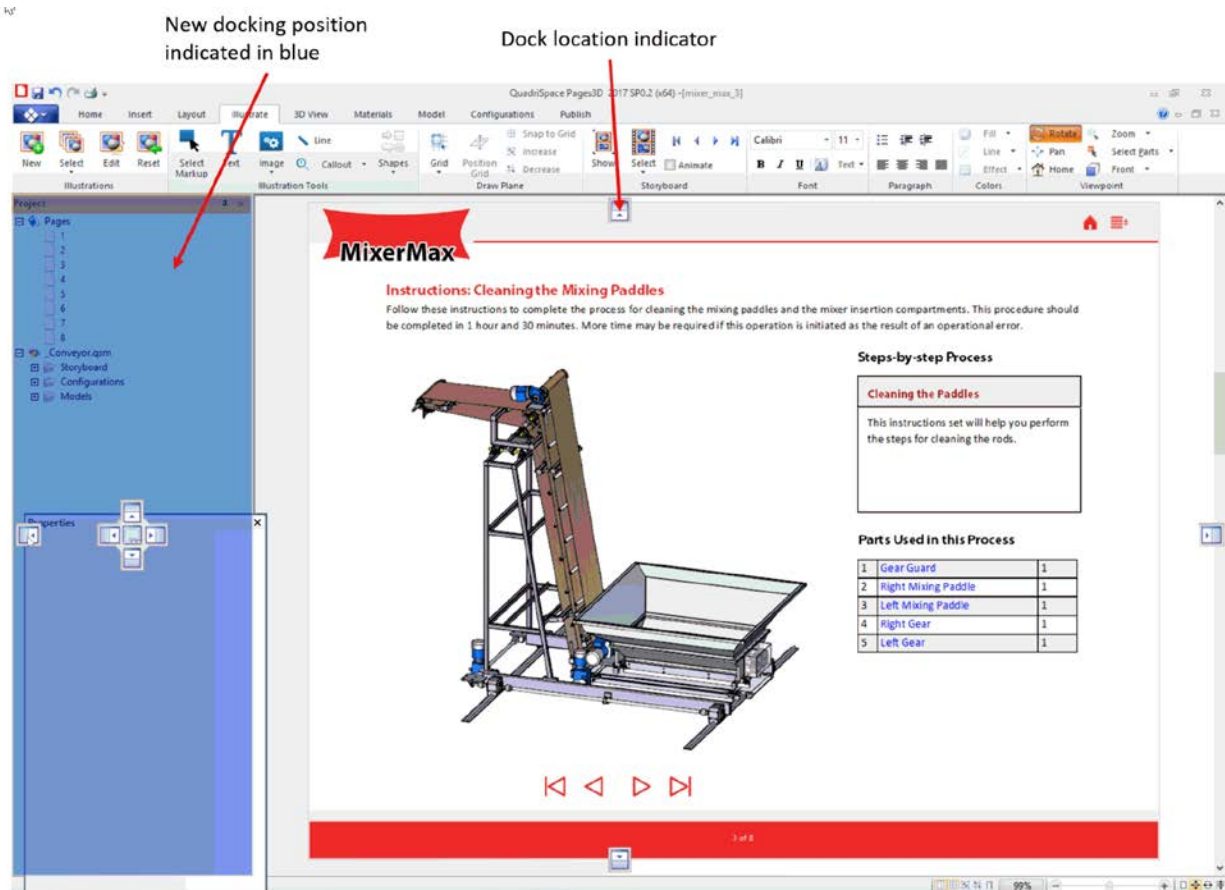 New docking position
indicated in blue
Dock location indicator
QuadriSpace Pages3D 2017 SP0.2 (x64) -[mixer_max_3]
Home Insert Layout Illustrate 3D View Materials Model Configurations Publish
New Select Edit Reset Select Markup Text Image Line Callout Shapes Grid Position Grid Snap to Grid Increase Decrease Show Select Animate Calibri 11 B I U Text Fill Line Effect Rotate Pan Home Zoom Select Parts Front
Illustrations Illustration Tools Draw Plane Storyboard Font Paragraph Colors Viewpoint
Project
Pages
1
2
3
4
5
6
7
8
_Conveyor.qsm
Storyboard
Configurations
Models
Properties
MixerMax
Instructions: Cleaning the Mixing Paddles
Follow these instructions to complete the process for cleaning the mixing paddles and the mixer insertion compartments. This procedure should
be completed in 1 hour and 30 minutes. More time may be required if this operation is initiated as the result of an operational error.
Steps-by-step Process
Cleaning the Paddles
This instructions set will help you perform
the steps for cleaning the rods.
Parts Used in this Process
1 Gear Guard 1
2 Right Mixing Paddle 1
3 Left Mixing Paddle 1
4 Right Gear 1
5 Left Gear 1
3 of 8
99%